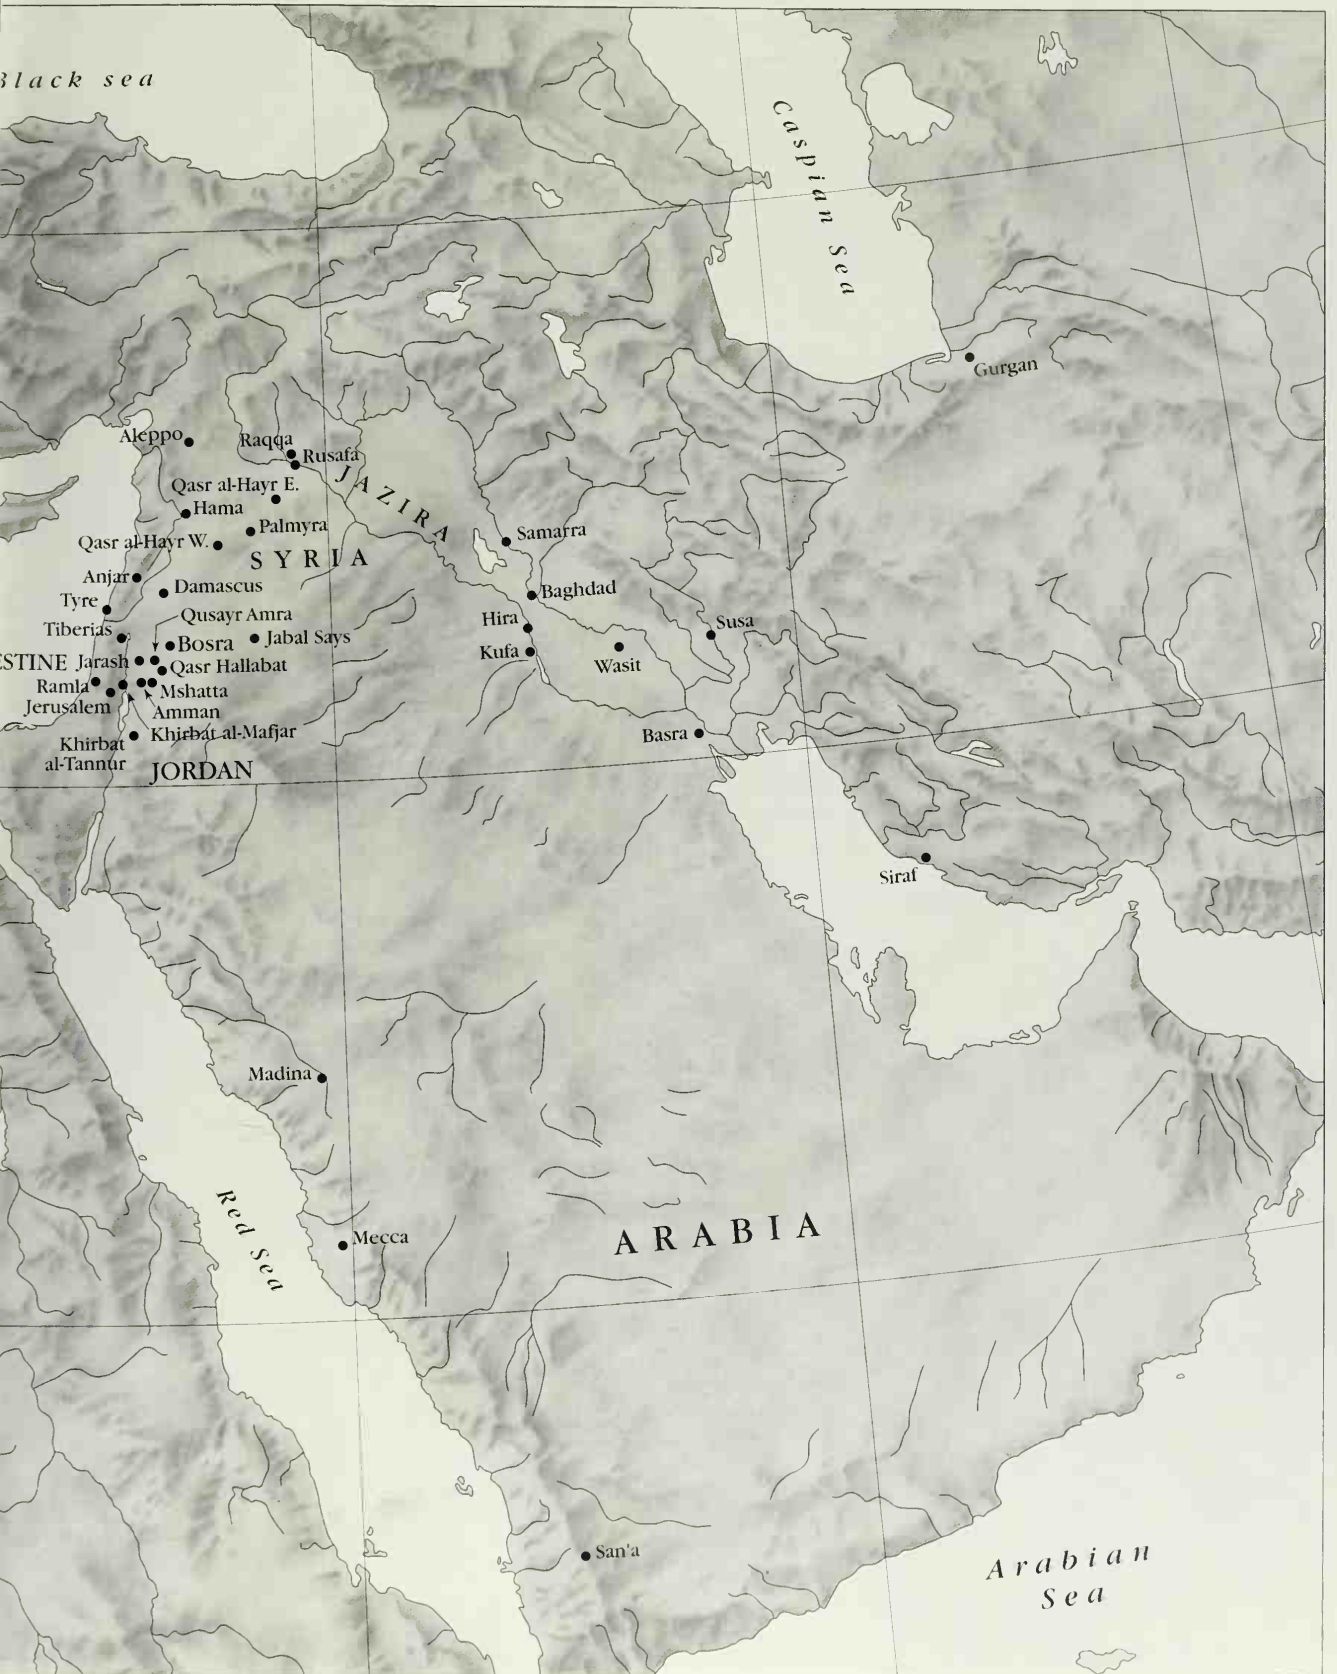 Black sea
Caspian Sea
Gurgan
Aleppo
Raqqa
Rusafa
JAZIRA
Qasr al-Hayr E.
Hama
Palmyra
Samarra
Qasr al-Hayr W.
SYRIA
Anjar
Damascus
Baghdad
Tyre
Qusayr Amra
Hira
Susa
Tiberias
Bosra
Jabal Says
Kufa
Wasit
ESTINE
Jarash
Qasr Hallabat
Ramla
Mshatta
Jerusalem
Amman
Khirbat al-Mafjar
Basra
Khirbat
al-Tannur
JORDAN
Siraf
Madina
Red Sea
Mecca
ARABIA
San'a
Arabian
Sea